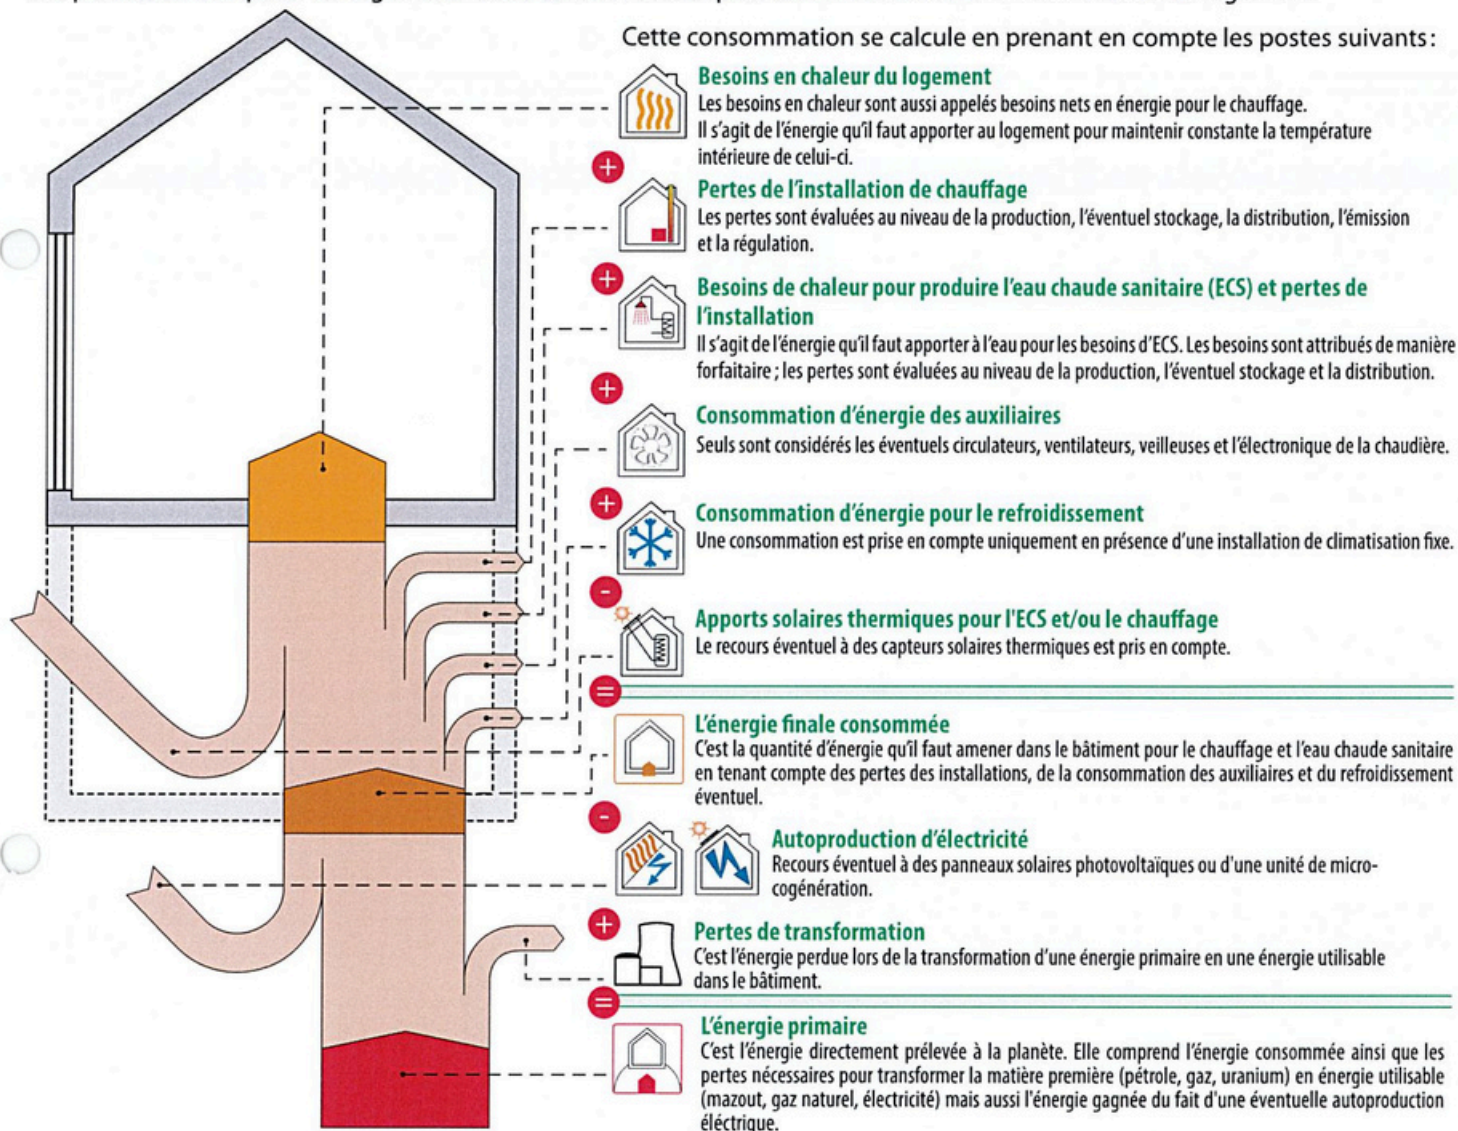 Cette consommation se calcule en prenant en compte les postes suivants :
Besoins en chaleur du logement
Les besoins en chaleur sont aussi appelés besoins nets en énergie pour le chauffage.
Il s'agit de l'énergie qu'il faut apporter au logement pour maintenir constante la température
intérieure de celui-ci.
+
Pertes de l'installation de chauffage
Les pertes sont évaluées au niveau de la production, l'éventuel stockage, la distribution, l'émission
et la régulation.
+
Besoins de chaleur pour produire l'eau chaude sanitaire (ECS) et pertes de
l'installation
Il s'agit de l'énergie qu'il faut apporter à l'eau pour les besoins d'ECS. Les besoins sont attribués de manière
forfaitaire ; les pertes sont évaluées au niveau de la production, l'éventuel stockage et la distribution.
+
Consommation d'énergie des auxiliaires
Seuls sont considérés les éventuels circulateurs, ventilateurs, veilleuses et l'électronique de la chaudière.
+
Consommation d'énergie pour le refroidissement
Une consommation est prise en compte uniquement en présence d'une installation de climatisation fixe.
-
Apports solaires thermiques pour l'ECS et/ou le chauffage
Le recours éventuel à des capteurs solaires thermiques est pris en compte.
=
L'énergie finale consommée
C'est la quantité d'énergie qu'il faut amener dans le bâtiment pour le chauffage et l'eau chaude sanitaire
en tenant compte des pertes des installations, de la consommation des auxiliaires et du refroidissement
éventuel.
-
Autoproduction d'électricité
Recours éventuel à des panneaux solaires photovoltaïques ou d'une unité de micro-
cogénération.
+
Pertes de transformation
C'est l'énergie perdue lors de la transformation d'une énergie primaire en une énergie utilisable
dans le bâtiment.
=
L'énergie primaire
C'est l'énergie directement prélevée à la planète. Elle comprend l'énergie consommée ainsi que les
pertes nécessaires pour transformer la matière première (pétrole, gaz, uranium) en énergie utilisable
(mazout, gaz naturel, électricité) mais aussi l'énergie gagnée du fait d'une éventuelle autoproduction
éléctrique.